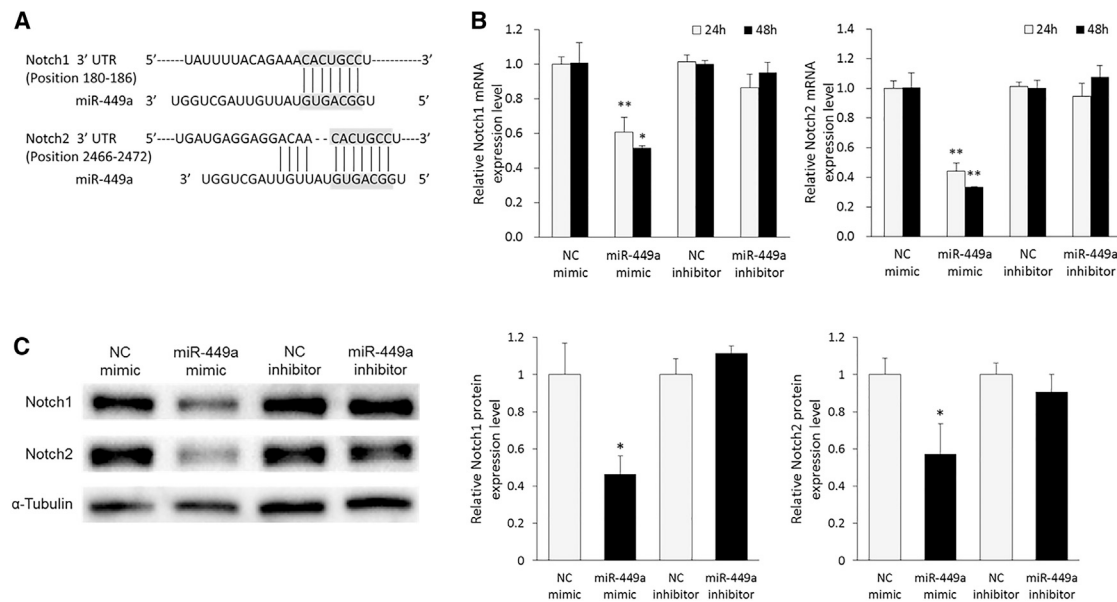 A
Notch1 3′ UTR 5′------UAUUUUACAGAAACACUGCCU-----------3′
(Position 180-186)
miR-449a 3′ UGGUCGAUUGUUAUGUGACGGU 5′
Notch2 3′ UTR 5′-----UGAUGAGGAGGACAA - - CACUGCCU----3′
(Position 2466-2472)
miR-449a 3′ UGGUCGAUUGUUAUGUGACGGU 5′
B
Relative Notch1 mRNA
expression level
1.2
1.0
0.8
0.6
0.4
0.2
0.0
24h 48h
** *
NC
mimic
miR-449a
mimic
NC
inhibitor
miR-449a
inhibitor
Relative Notch2 mRNA
expression level
1.4
1.2
1.0
0.8
0.6
0.4
0.2
0.0
24h 48h
** **
NC
mimic
miR-449a
mimic
NC
inhibitor
miR-449a
inhibitor
C
NC
mimic
miR-449a
mimic
NC
inhibitor
miR-449a
inhibitor
Notch1
Notch2
α-Tubulin
Relative Notch1 protein
expression level
1.2
1
0.8
0.6
0.4
0.2
0
*
NC
mimic
miR-449a
mimic
NC
inhibitor
miR-449a
inhibitor
Relative Notch2 protein
expression level
1.2
1
0.8
0.6
0.4
0.2
0
*
NC
mimic
miR-449a
mimic
NC
inhibitor
miR-449a
inhibitor